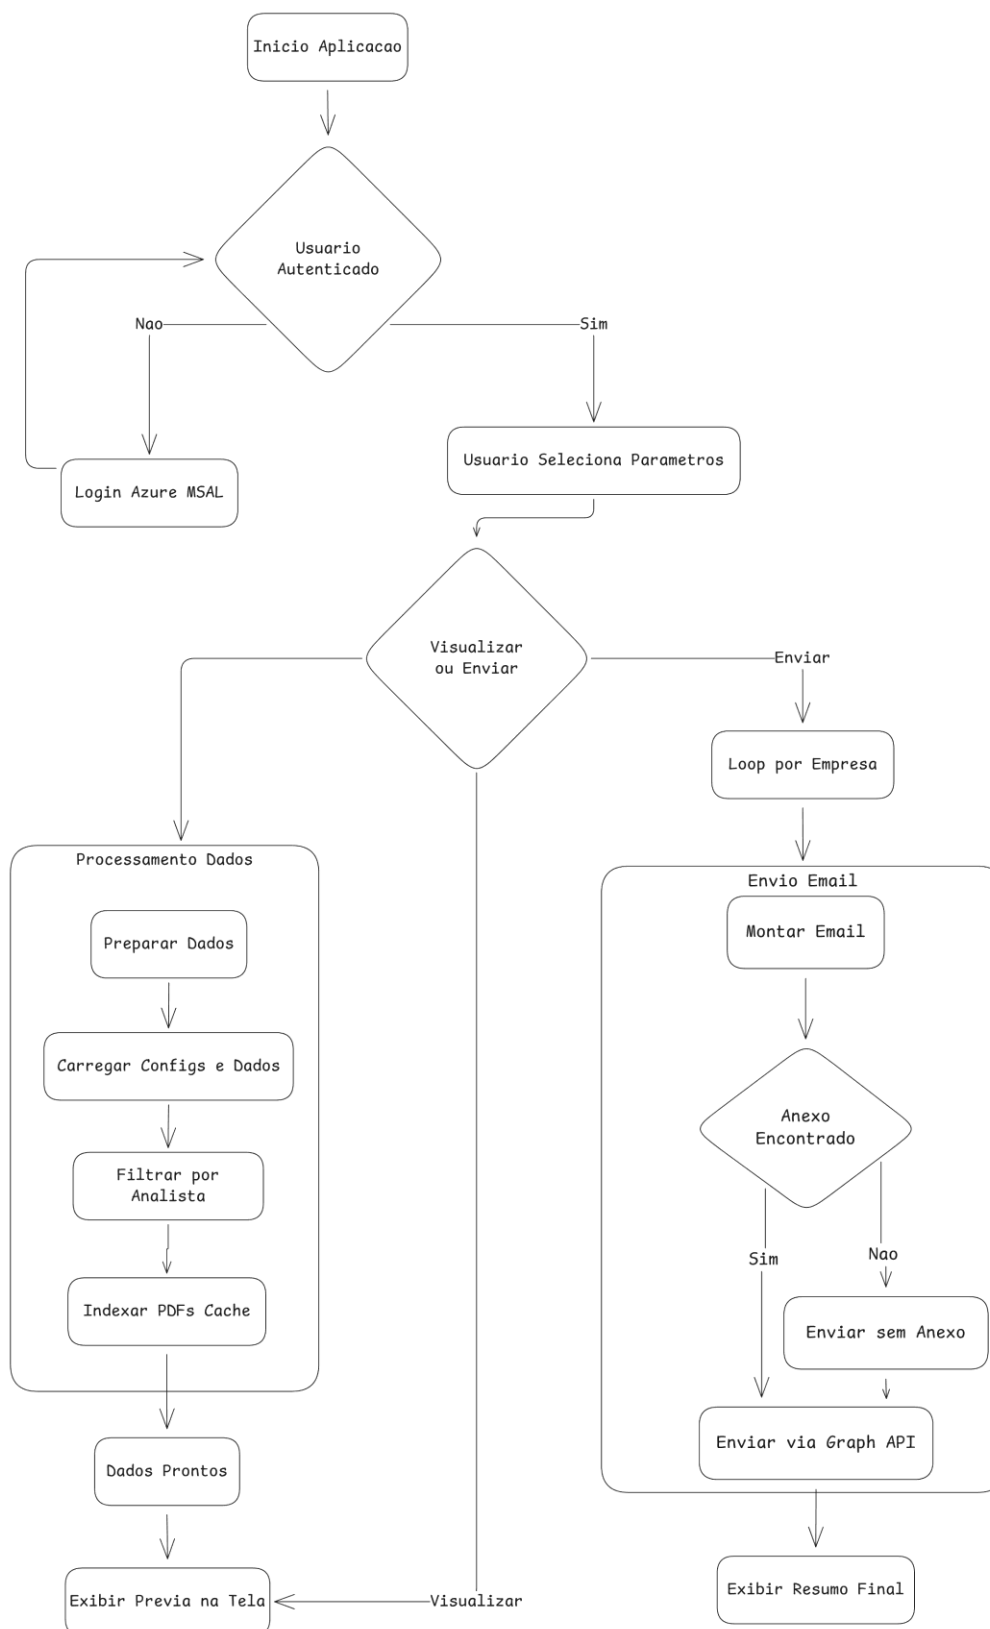 Inicio Aplicacao
Usuario
Autenticado
Nao
Sim
Usuario Seleciona Parametros
Login Azure MSAL
Visualizar
ou Enviar
Enviar
Loop por Empresa
Processamento Dados
Preparar Dados
Carregar Configs e Dados
Filtrar por
Analista
Indexar PDFs Cache
Dados Prontos
Exibir Previa na Tela
Visualizar
Envio Email
Montar Email
Anexo
Encontrado
Sim
Nao
Enviar sem Anexo
Enviar via Graph API
Exibir Resumo Final